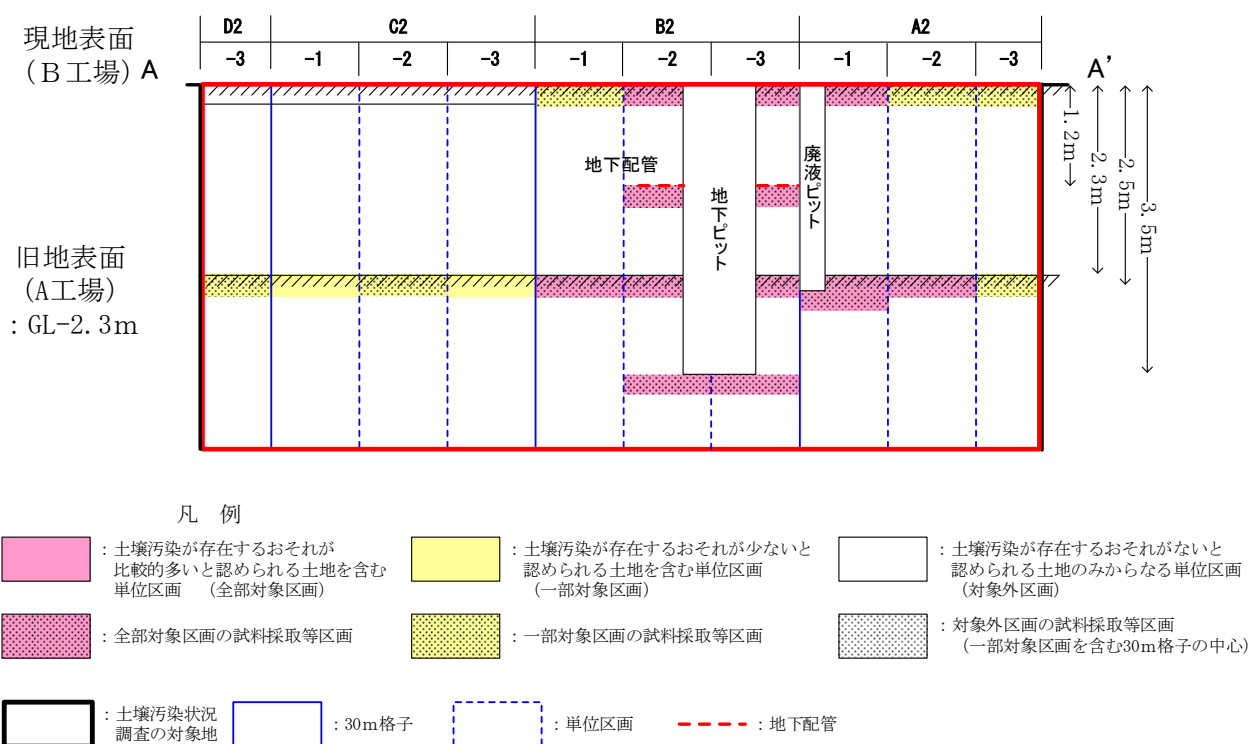 D2 C2 B2 A2
-3 -1 -2 -3 -1 -2 -3 -1 -2 -3
現地表面
(B工場)
A
A’
地下配管
地下ピット
廃液ピット
1.2m
2.3m
2.5m
3.5m
旧地表面
(A工場)
：GL-2.3m
凡 例
：土壌汚染が存在するおそれが
比較的多いと認められる土地を含む
単位区画 (全部対象区画)
：土壌汚染が存在するおそれが少ないと
認められる土地を含む単位区画
(一部対象区画)
：土壌汚染が存在するおそれがないと
認められる土地のみからなる単位区画
(対象外区画)
：全部対象区画の試料採取等区画
：一部対象区画の試料採取等区画
：対象外区画の試料採取等区画
(一部対象区画を含む30m格子の中心)
：土壌汚染状況
調査の対象地
：30m格子
：単位区画
：地下配管